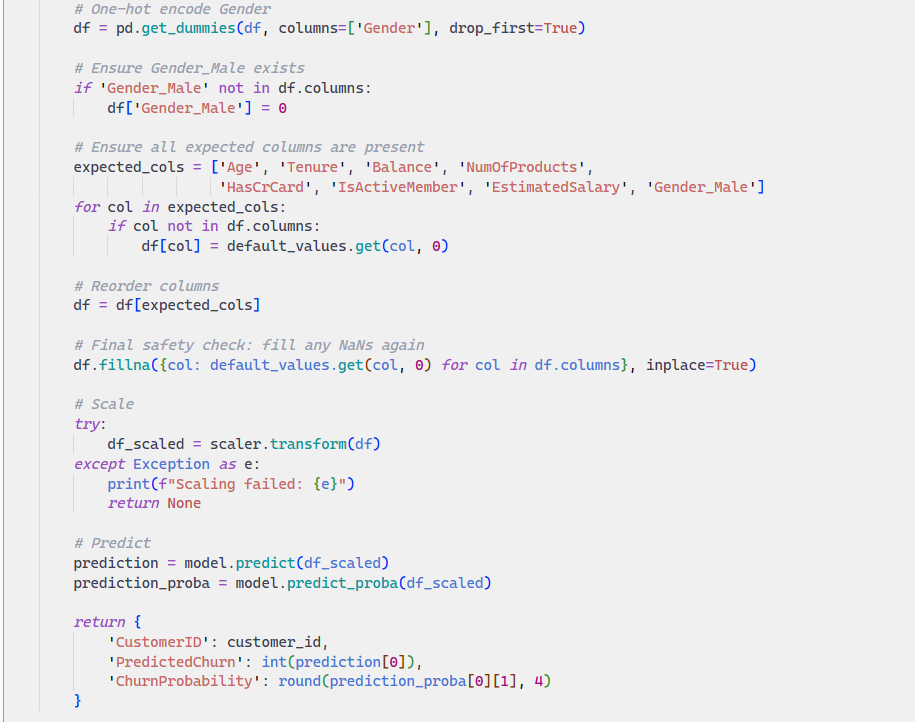 # One-hot encode Gender
df = pd.get_dummies(df, columns=['Gender'], drop_first=True)
# Ensure Gender_Male exists
if 'Gender_Male' not in df.columns:
df['Gender_Male'] = 0
# Ensure all expected columns are present
expected_cols = ['Age', 'Tenure', 'Balance', 'NumOfProducts',
'HasCrCard', 'IsActiveMember', 'EstimatedSalary', 'Gender_Male']
for col in expected_cols:
if col not in df.columns:
df[col] = default_values.get(col, 0)
# Reorder columns
df = df[expected_cols]
# Final safety check: fill any NaNs again
df.fillna({col: default_values.get(col, 0) for col in df.columns}, inplace=True)
# Scale
try:
df_scaled = scaler.transform(df)
except Exception as e:
print(f"Scaling failed: {e}")
return None
# Predict
prediction = model.predict(df_scaled)
prediction_proba = model.predict_proba(df_scaled)
return {
'CustomerID': customer_id,
'PredictedChurn': int(prediction[0]),
'ChurnProbability': round(prediction_proba[0][1], 4)
}